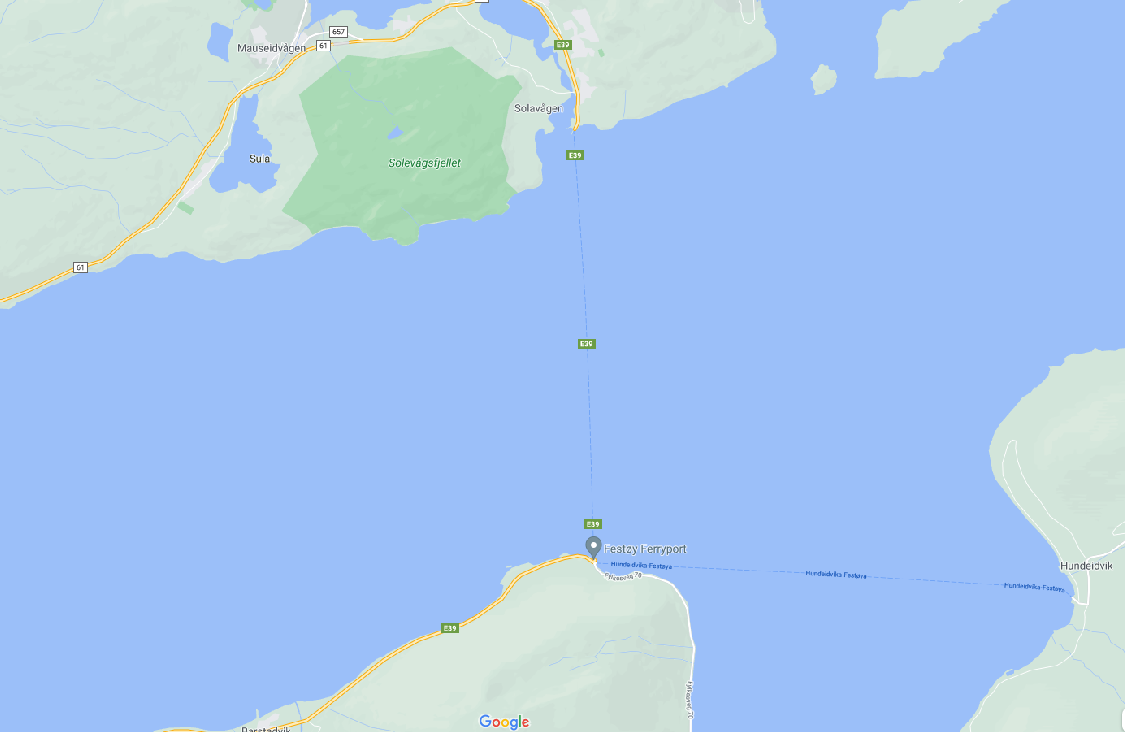 657
61
Mauseidvågen
E39
Solavågen
E39
Sula
Solevågsfjellet
61
E39
E39
Festøy Ferryport
Hundeidvik
Hundeidvika Festøya
Hundeidvika Festøya
Hundeidvika Festøya
E39
Barstadvik
Google